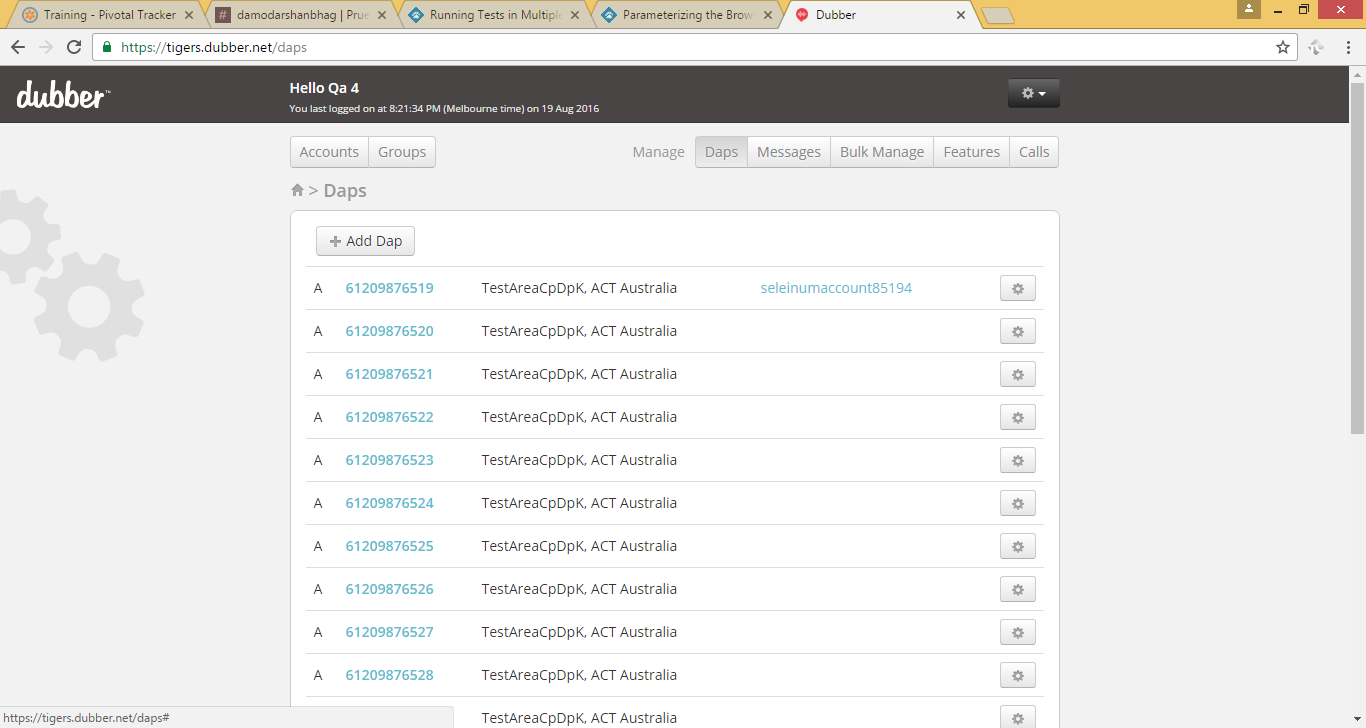 Training - Pivotal Tracker
damodarshanbhag | Prue
Running Tests in Multiple
Parameterizing the Brow
Dubber
https://tigers.dubber.net/daps
dubber™
Hello Qa 4
You last logged on at 8:21:34 PM (Melbourne time) on 19 Aug 2016
Accounts Groups Manage Daps Messages Bulk Manage Features Calls
> Daps
+ Add Dap
A 61209876519 TestAreaCpDpK, ACT Australia seleinumaccount85194
A 61209876520 TestAreaCpDpK, ACT Australia
A 61209876521 TestAreaCpDpK, ACT Australia
A 61209876522 TestAreaCpDpK, ACT Australia
A 61209876523 TestAreaCpDpK, ACT Australia
A 61209876524 TestAreaCpDpK, ACT Australia
A 61209876525 TestAreaCpDpK, ACT Australia
A 61209876526 TestAreaCpDpK, ACT Australia
A 61209876527 TestAreaCpDpK, ACT Australia
A 61209876528 TestAreaCpDpK, ACT Australia
TestAreaCpDpK, ACT Australia
https://tigers.dubber.net/daps#